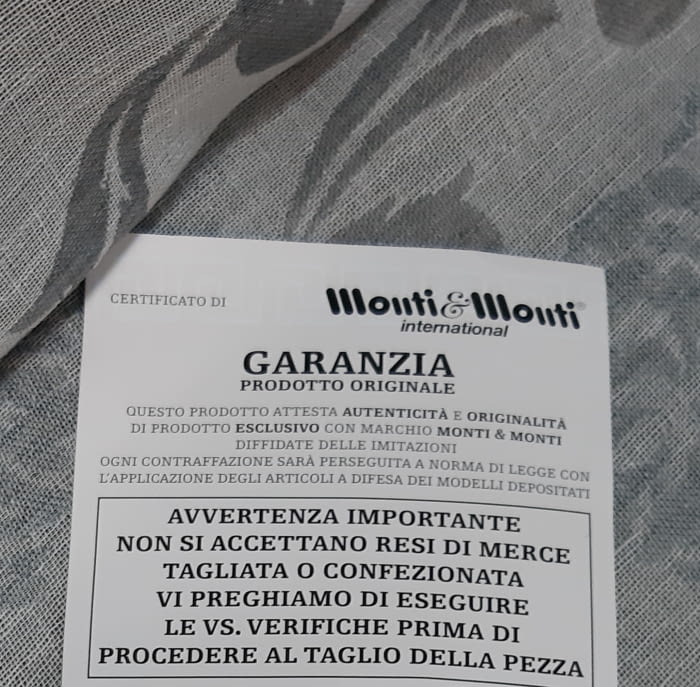 CERTIFICATO DI
Monti & Monti®
international
GARANZIA
PRODOTTO ORIGINALE
QUESTO PRODOTTO ATTESTA AUTENTICITÀ E ORIGINALITÀ
DI PRODOTTO ESCLUSIVO CON MARCHIO MONTI & MONTI
DIFFIDATE DELLE IMITAZIONI
OGNI CONTRAFFAZIONE SARÀ PERSEGUITA A NORMA DI LEGGE CON
L'APPLICAZIONE DEGLI ARTICOLI A DIFESA DEI MODELLI DEPOSITATI
AVVERTENZA IMPORTANTE
NON SI ACCETTANO RESI DI MERCE
TAGLIATA O CONFEZIONATA
VI PREGHIAMO DI ESEGUIRE
LE VS. VERIFICHE PRIMA DI
PROCEDERE AL TAGLIO DELLA PEZZA